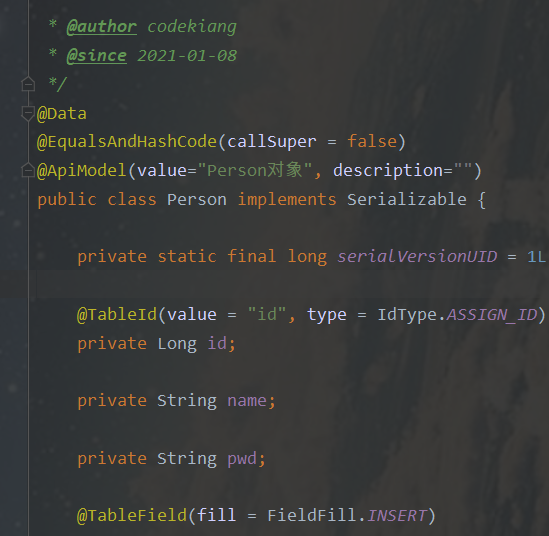 * @author codekiang
* @since 2021-01-08
*/
@Data
@EqualsAndHashCode(callSuper = false)
@ApiModel(value="Person对象", description="")
public class Person implements Serializable {
private static final long serialVersionUID = 1L
@TableId(value = "id", type = IdType.ASSIGN_ID)
private Long id;
private String name;
private String pwd;
@TableField(fill = FieldFill.INSERT)